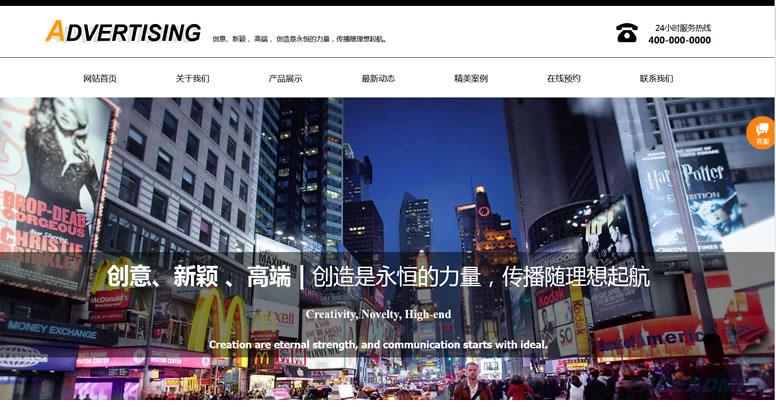 ADVERTISING
创意、新颖 、高端 ，创造是永恒的力量，传播随理想起航。
24小时服务热线
400-000-0000
网站首页 关于我们 产品展示 最新动态 精美案例 在线预约 联系我们
客服
DROP-DEAD
GORGEOUS
CHRISTIE
BRINKLEY
Harry Potter
EXHIBITION
创意、新颖 、高端 | 创造是永恒的力量，传播随理想起航
Creativity, Novelty, High-end
Creation are eternal strength, and communication starts with ideal.
McDonald's
MONEY EXCHANGE
VISITOR CENTER
Kodak
Bank of America